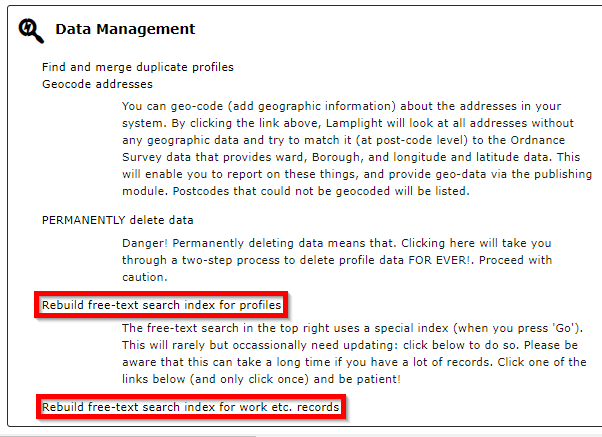 Data Management
Find and merge duplicate profiles
Geocode addresses
You can geo-code (add geographic information) about the addresses in your
system. By clicking the link above, Lamplight will look at all addresses without
any geographic data and try to match it (at post-code level) to the Ordnance
Survey data that provides ward, Borough, and longitude and latitude data. This
will enable you to report on these things, and provide geo-data via the publishing
module. Postcodes that could not be geocoded will be listed.
PERMANENTLY delete data
Danger! Permanently deleting data means that. Clicking here will take you
through a two-step process to delete profile data FOR EVER!. Proceed with
caution.
Rebuild free-text search index for profiles
The free-text search in the top right uses a special index (when you press 'Go').
This will rarely but occassionally need updating: click below to do so. Please be
aware that this can take a long time if you have a lot of records. Click one of the
links below (and only click once) and be patient!
Rebuild free-text search index for work etc. records